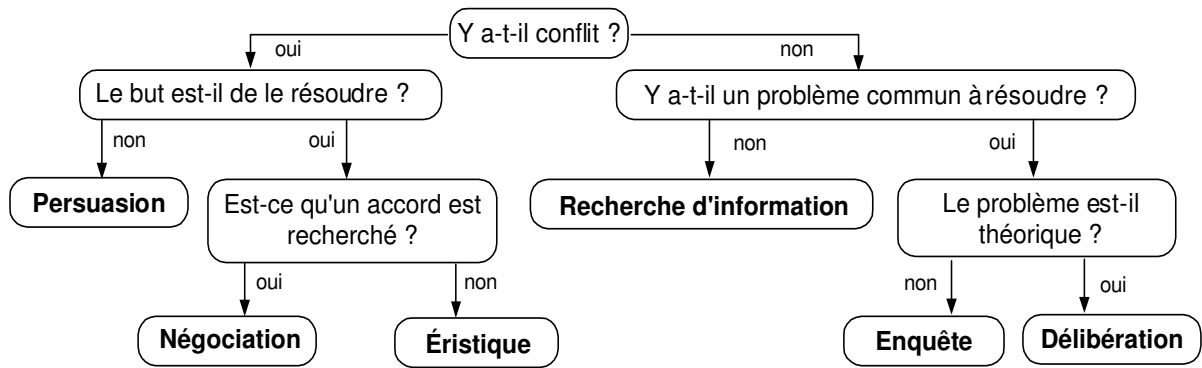 Y a-t-il conflit ?
oui
non
Le but est-il de le résoudre ?
Y a-t-il un problème commun à résoudre ?
non
oui
non
oui
Persuasion
Est-ce qu'un accord est
recherché ?
Recherche d'information
Le problème est-il
théorique ?
oui
non
non
oui
Négociation
Éristique
Enquête
Délibération